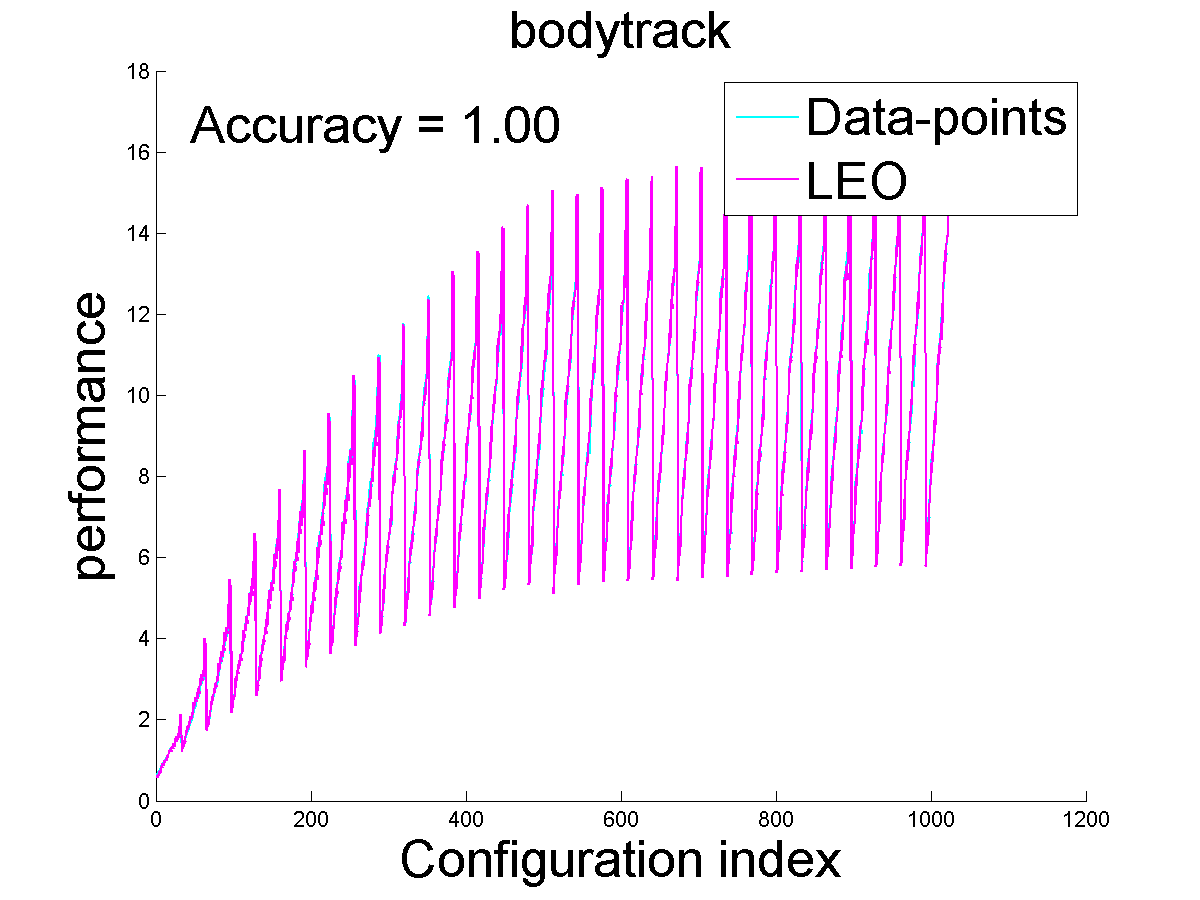 bodytrack
Accuracy = 1.00
Data-points
LEO
performance
18
16
14
12
10
8
6
4
2
0
0 200 400 600 800 1000 1200
Configuration index